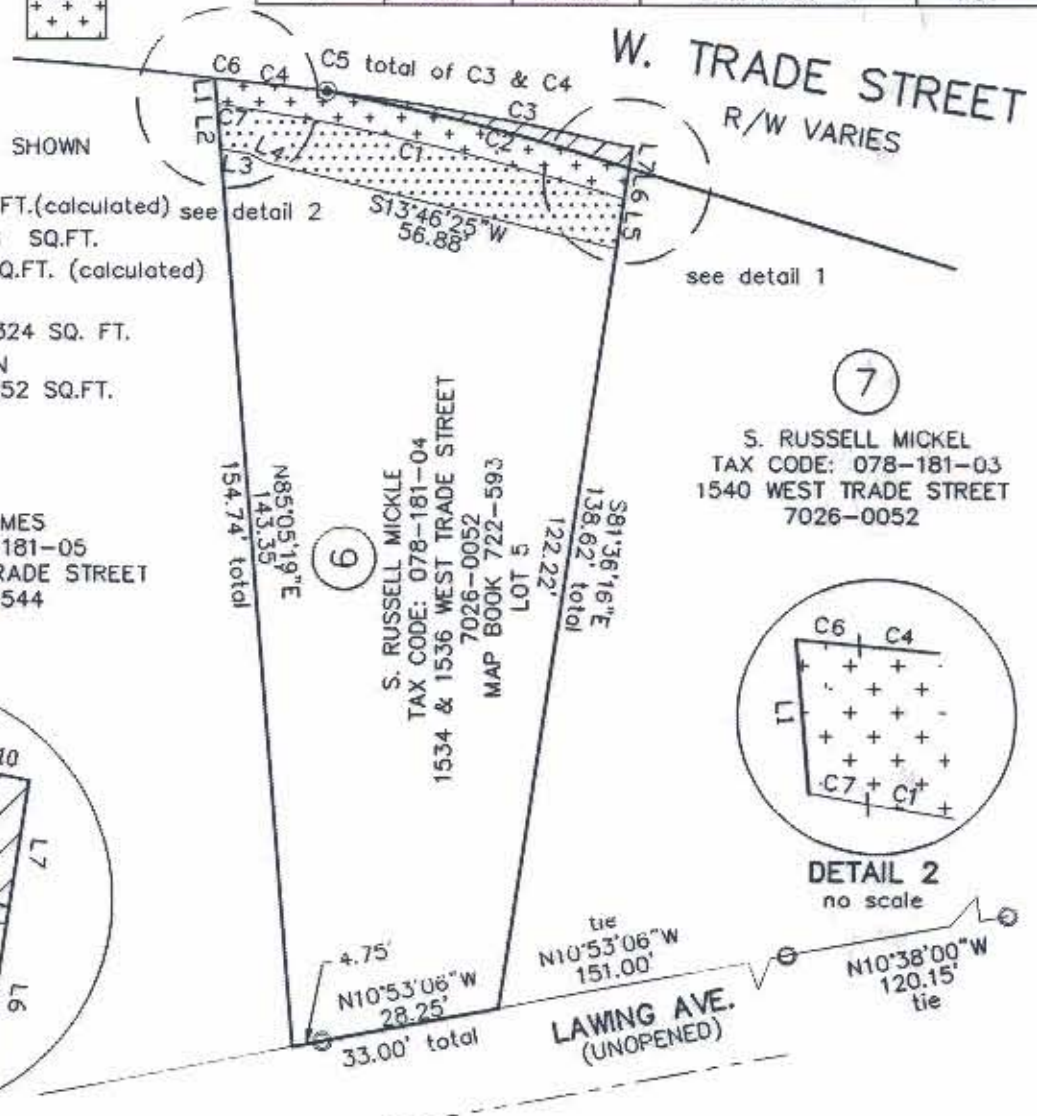 W. TRADE STREET
R/W VARIES
C6 C4
C5 total of C3 & C4
C3
L1
L2
C7
C2
C1
L4
L3
L7
L6
L5
SHOWN
FT.(calculated)
SQ.FT.
Q.FT. (calculated)
324 SQ. FT.
N
52 SQ.FT.
see detail 2
S13°46'25"W
56.88'
see detail 1
7
S. RUSSELL MICKEL
TAX CODE: 078-181-03
1540 WEST TRADE STREET
7026-0052
MES
181-05
RADE STREET
544
N85°05'19"E
143.35'
154.74' total
6
S. RUSSELL MICKLE
TAX CODE: 078-181-04
1534 & 1536 WEST TRADE STREET
7026-0052
MAP BOOK 722-593
LOT 5
122.22'
138.62' total
S81°36'16"E
C6 C4
L1
C7 C1
DETAIL 2
no scale
10
L7
L6
4.75'
N10°53'06"W
28.25'
33.00' total
tie
N10°53'06"W
151.00'
LAWING AVE.
(UNOPENED)
N10°38'00"W
120.15'
tie